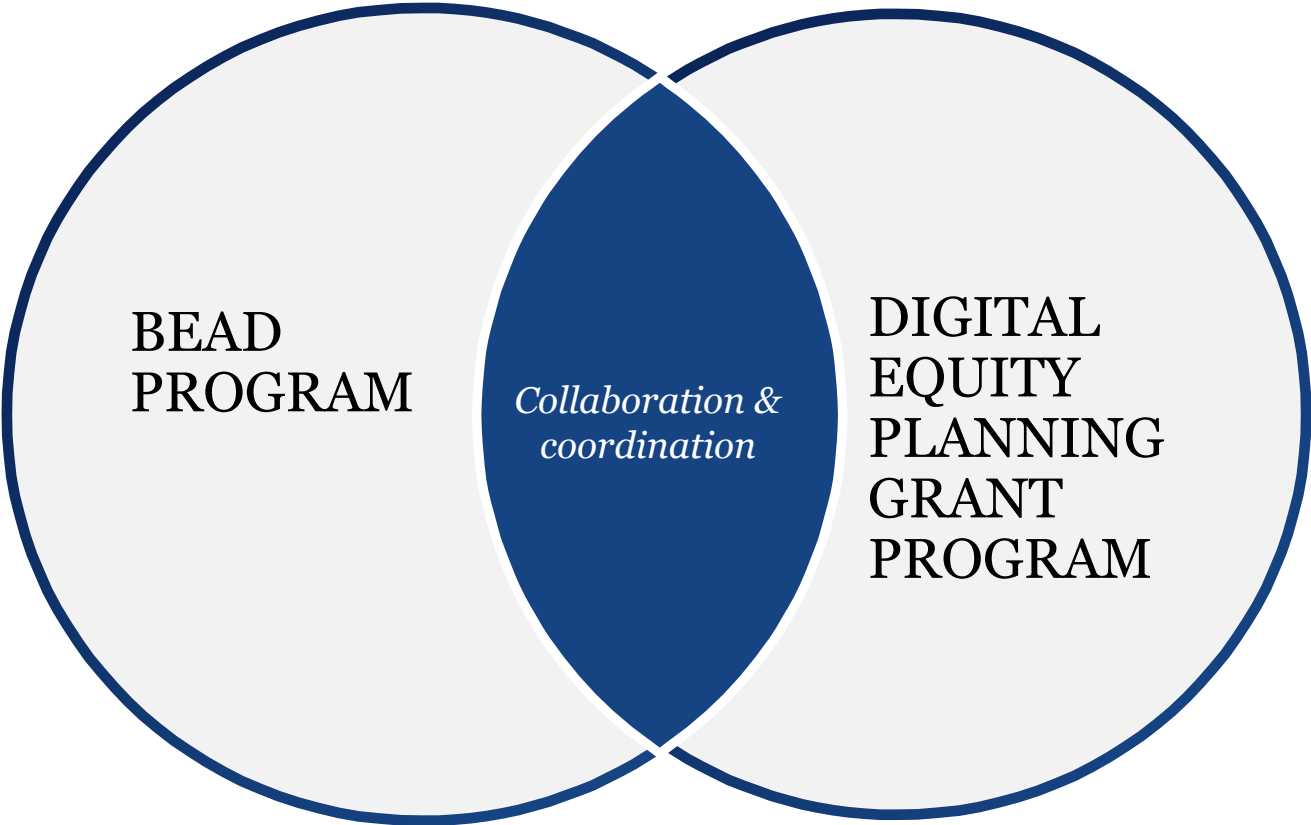 BEAD
PROGRAM
Collaboration &
coordination
DIGITAL
EQUITY
PLANNING
GRANT
PROGRAM